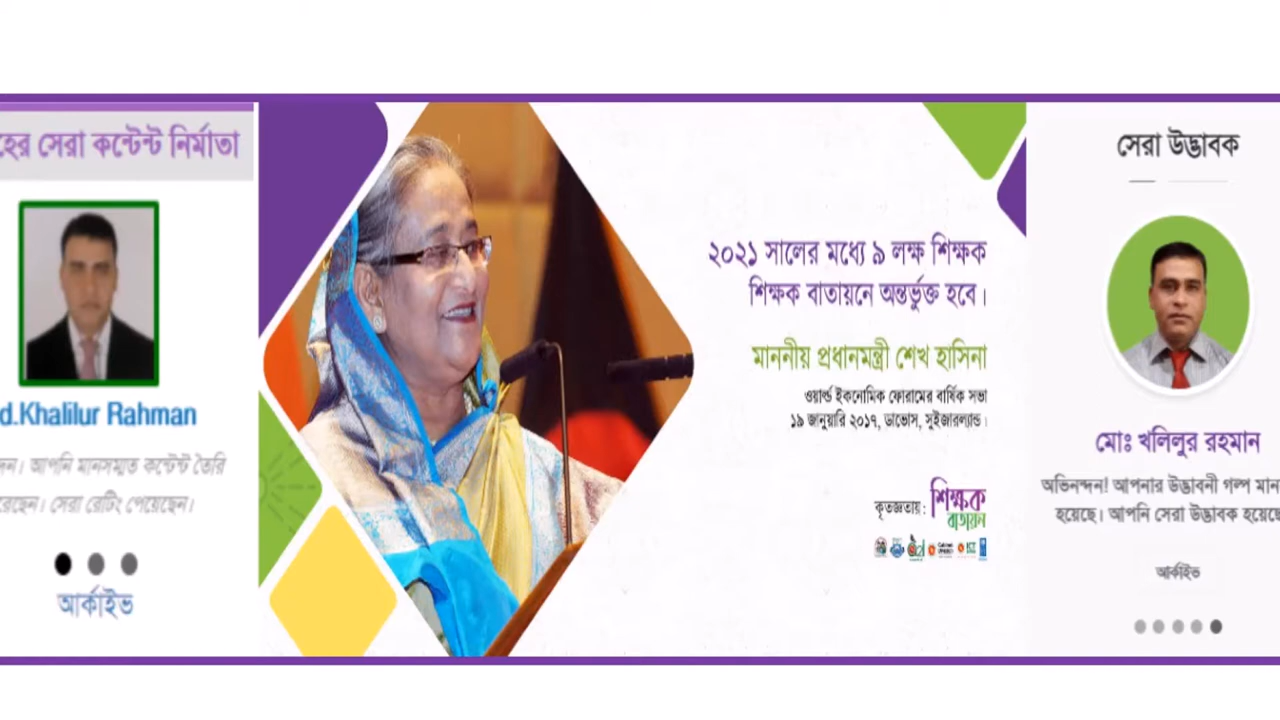 হের সেরা কন্টেন্ট নির্মাতা
d.Khalilur Rahman
দন। আপনি মানসম্মত কন্টেন্ট তৈরি
রেছেন। সেরা রেটিং পেয়েছেন।
আর্কাইভ
২০২১ সালের মধ্যে ৯ লক্ষ শিক্ষক
শিক্ষক বাতায়নে অন্তর্ভুক্ত হবে।
মাননীয় প্রধানমন্ত্রী শেখ হাসিনা
ওয়ার্ল্ড ইকনোমিক ফোরামের বার্ষিক সভা
১৯ জানুয়ারি ২০১৭, ডাভোস, সুইজারল্যান্ড।
কৃতজ্ঞতায়: শিক্ষক
বাতায়ন
সেরা উদ্ভাবক
মোঃ খলিলুর রহমান
অভিনন্দন! আপনার উদ্ভাবনী গল্প মান
হয়েছে। আপনি সেরা উদ্ভাবক হয়েছে
আর্কাইভ